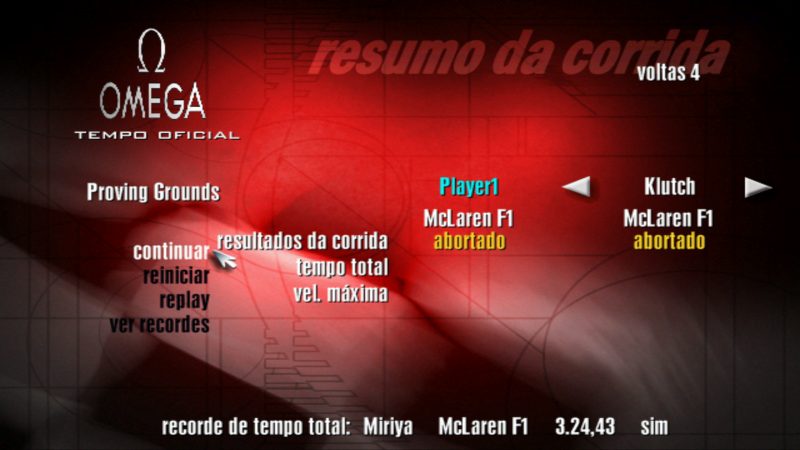 resumo da corrida
voltas 4
Ω
OMEGA
TEMPO OFICIAL
Proving Grounds
Player1
Klutch
McLaren F1
McLaren F1
resultados da corrida
abortado
abortado
tempo total
vel. máxima
continuar
reiniciar
replay
ver recordes
recorde de tempo total: Miriya McLaren F1 3.24,43 sim